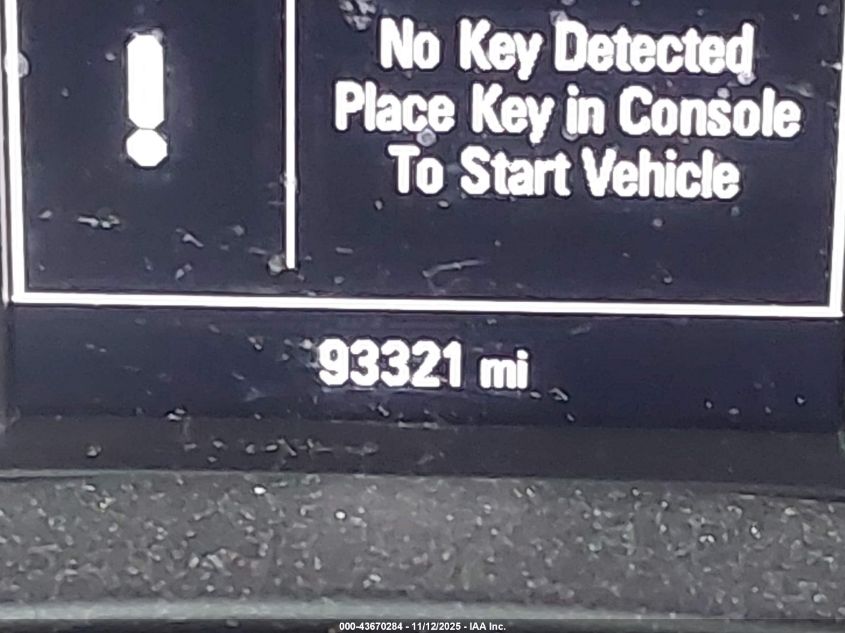 No Key Detected
Place Key in Console
To Start Vehicle
93321 mi
000-43670284 - 11/12/2025 - IAA Inc.